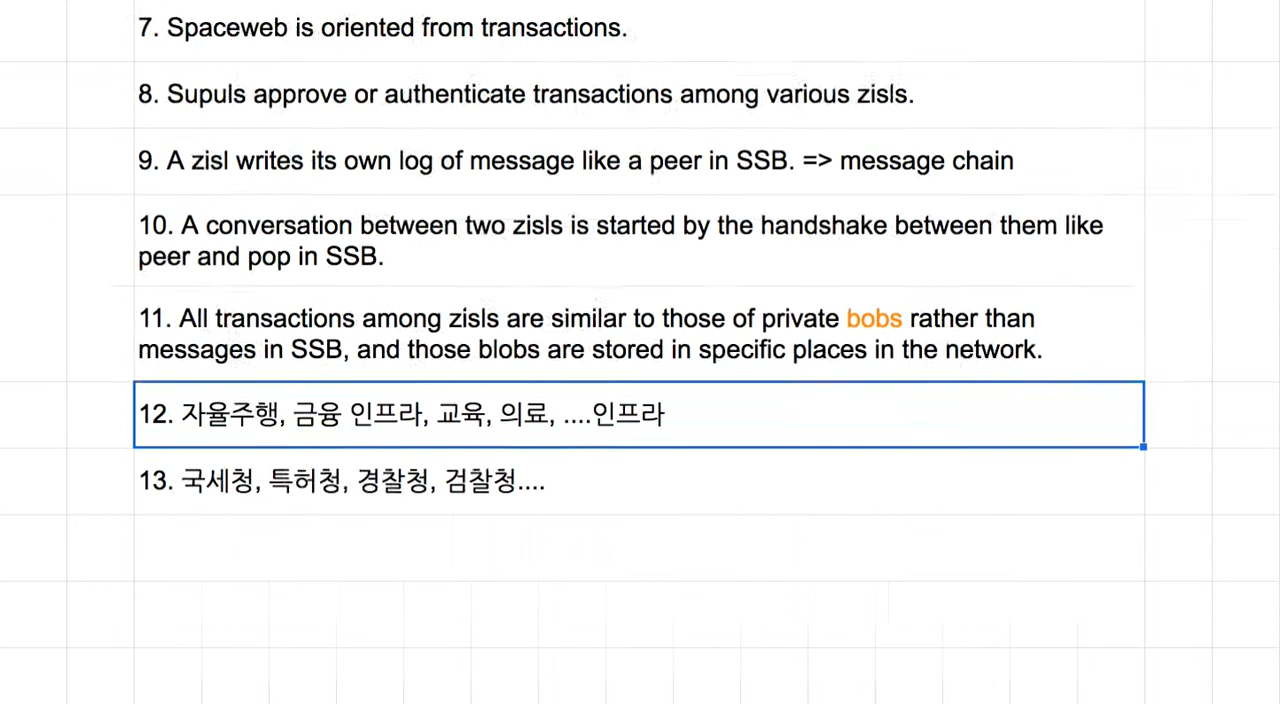 7. Spaceweb is oriented from transactions.
8. Supuls approve or authenticate transactions among various zisls.
9. A zisl writes its own log of message like a peer in SSB. => message chain
10. A conversation between two zisls is started by the handshake between them like
peer and pop in SSB.
11. All transactions among zisls are similar to those of private bobs rather than
messages in SSB, and those blobs are stored in specific places in the network.
12. 자율주행, 금융 인프라, 교육, 의료, ....인프라
13. 국세청, 특허청, 경찰청, 검찰청....